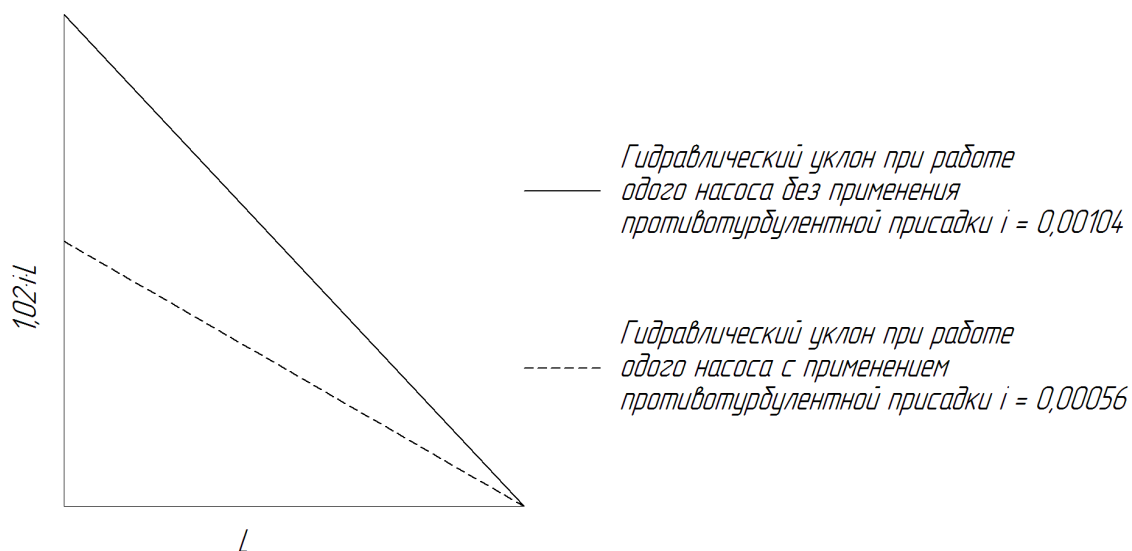 Гидравлический уклон при работе
одого насоса без применения
противотурбулентной присадки i = 0,00104
1,02·i·L
Гидравлический уклон при работе
одого насоса с применением
противотурбулентной присадки i = 0,00056
L